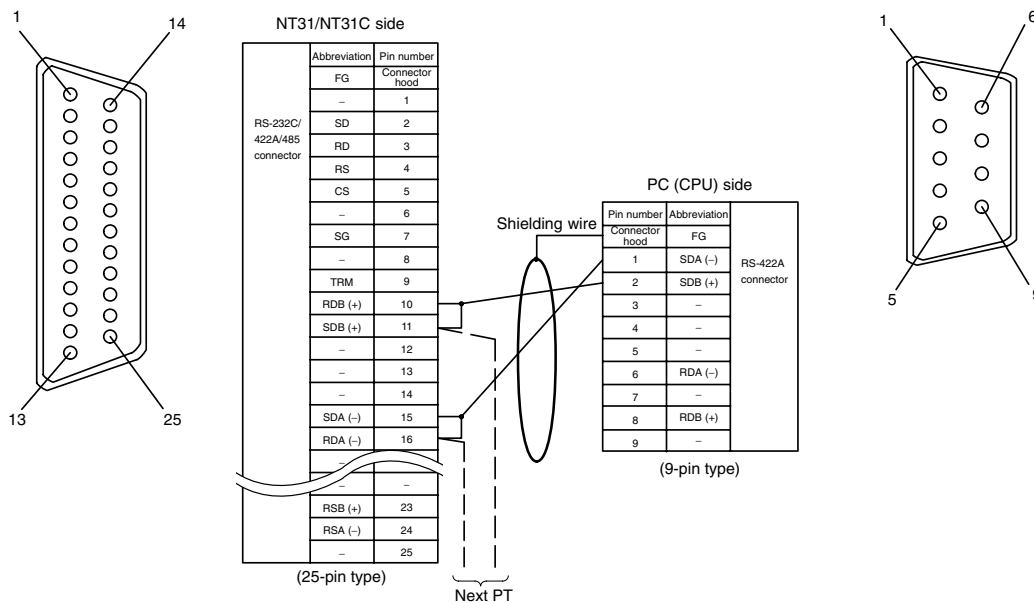 1
14
13
25
NT31/NT31C side
RS-232C/
422A/485
connector
Abbreviation Pin number
FG Connector hood
– 1
SD 2
RD 3
RS 4
CS 5
– 6
SG 7
– 8
TRM 9
RDB (+) 10
SDB (+) 11
– 12
– 13
– 14
SDA (–) 15
RDA (–) 16
–
– –
RSB (+) 23
RSA (–) 24
– 25
(25-pin type)
Next PT
Shielding wire
PC (CPU) side
Pin number Abbreviation
Connector hood FG
1 SDA (–)
2 SDB (+)
3 –
4 –
5 –
6 RDA (–)
7 –
8 RDB (+)
9 –
RS-422A
connector
(9-pin type)
1
6
5
9